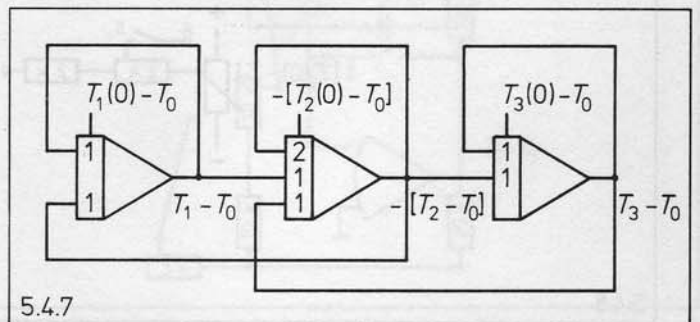 T₁(0)-T₀
-[T₂(0)-T₀]
T₃(0)-T₀
1
1
2
1
1
1
1
T₁-T₀
-[T₂-T₀]
T₃-T₀
5.4.7